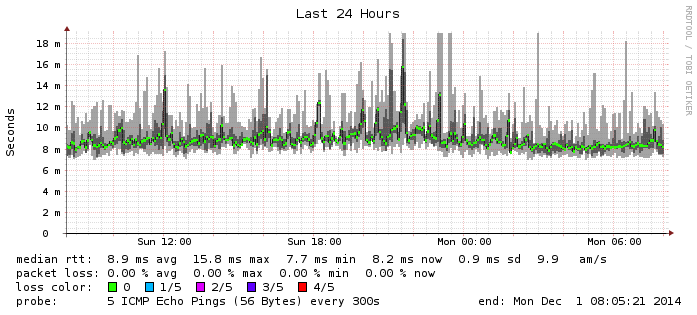 Last 24 Hours
RRDTOOL / TOBI OETIKER
Seconds
18 m
16 m
14 m
12 m
10 m
8 m
6 m
4 m
2 m
0
Sun 12:00 Sun 18:00 Mon 00:00 Mon 06:00
median rtt: 8.9 ms avg 15.8 ms max 7.7 ms min 8.2 ms now 0.9 ms sd 9.9 am/s
packet loss: 0.00 % avg 0.00 % max 0.00 % min 0.00 % now
loss color: 0 1/5 2/5 3/5 4/5
probe: 5 ICMP Echo Pings (56 Bytes) every 300s end: Mon Dec 1 08:05:21 2014